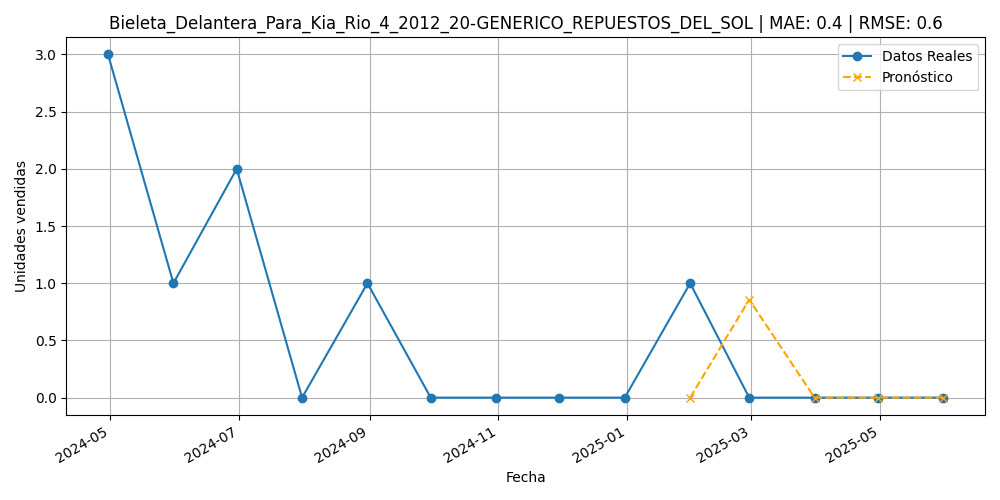 Bieleta_Delantera_Para_Kia_Rio_4_2012_20-GENERICO_REPUESTOS_DEL_SOL | MAE: 0.4 | RMSE: 0.6
Datos Reales
Pronóstico
Unidades vendidas
3.0
2.5
2.0
1.5
1.0
0.5
0.0
2024-05
2024-07
2024-09
2024-11
2025-01
2025-03
2025-05
Fecha